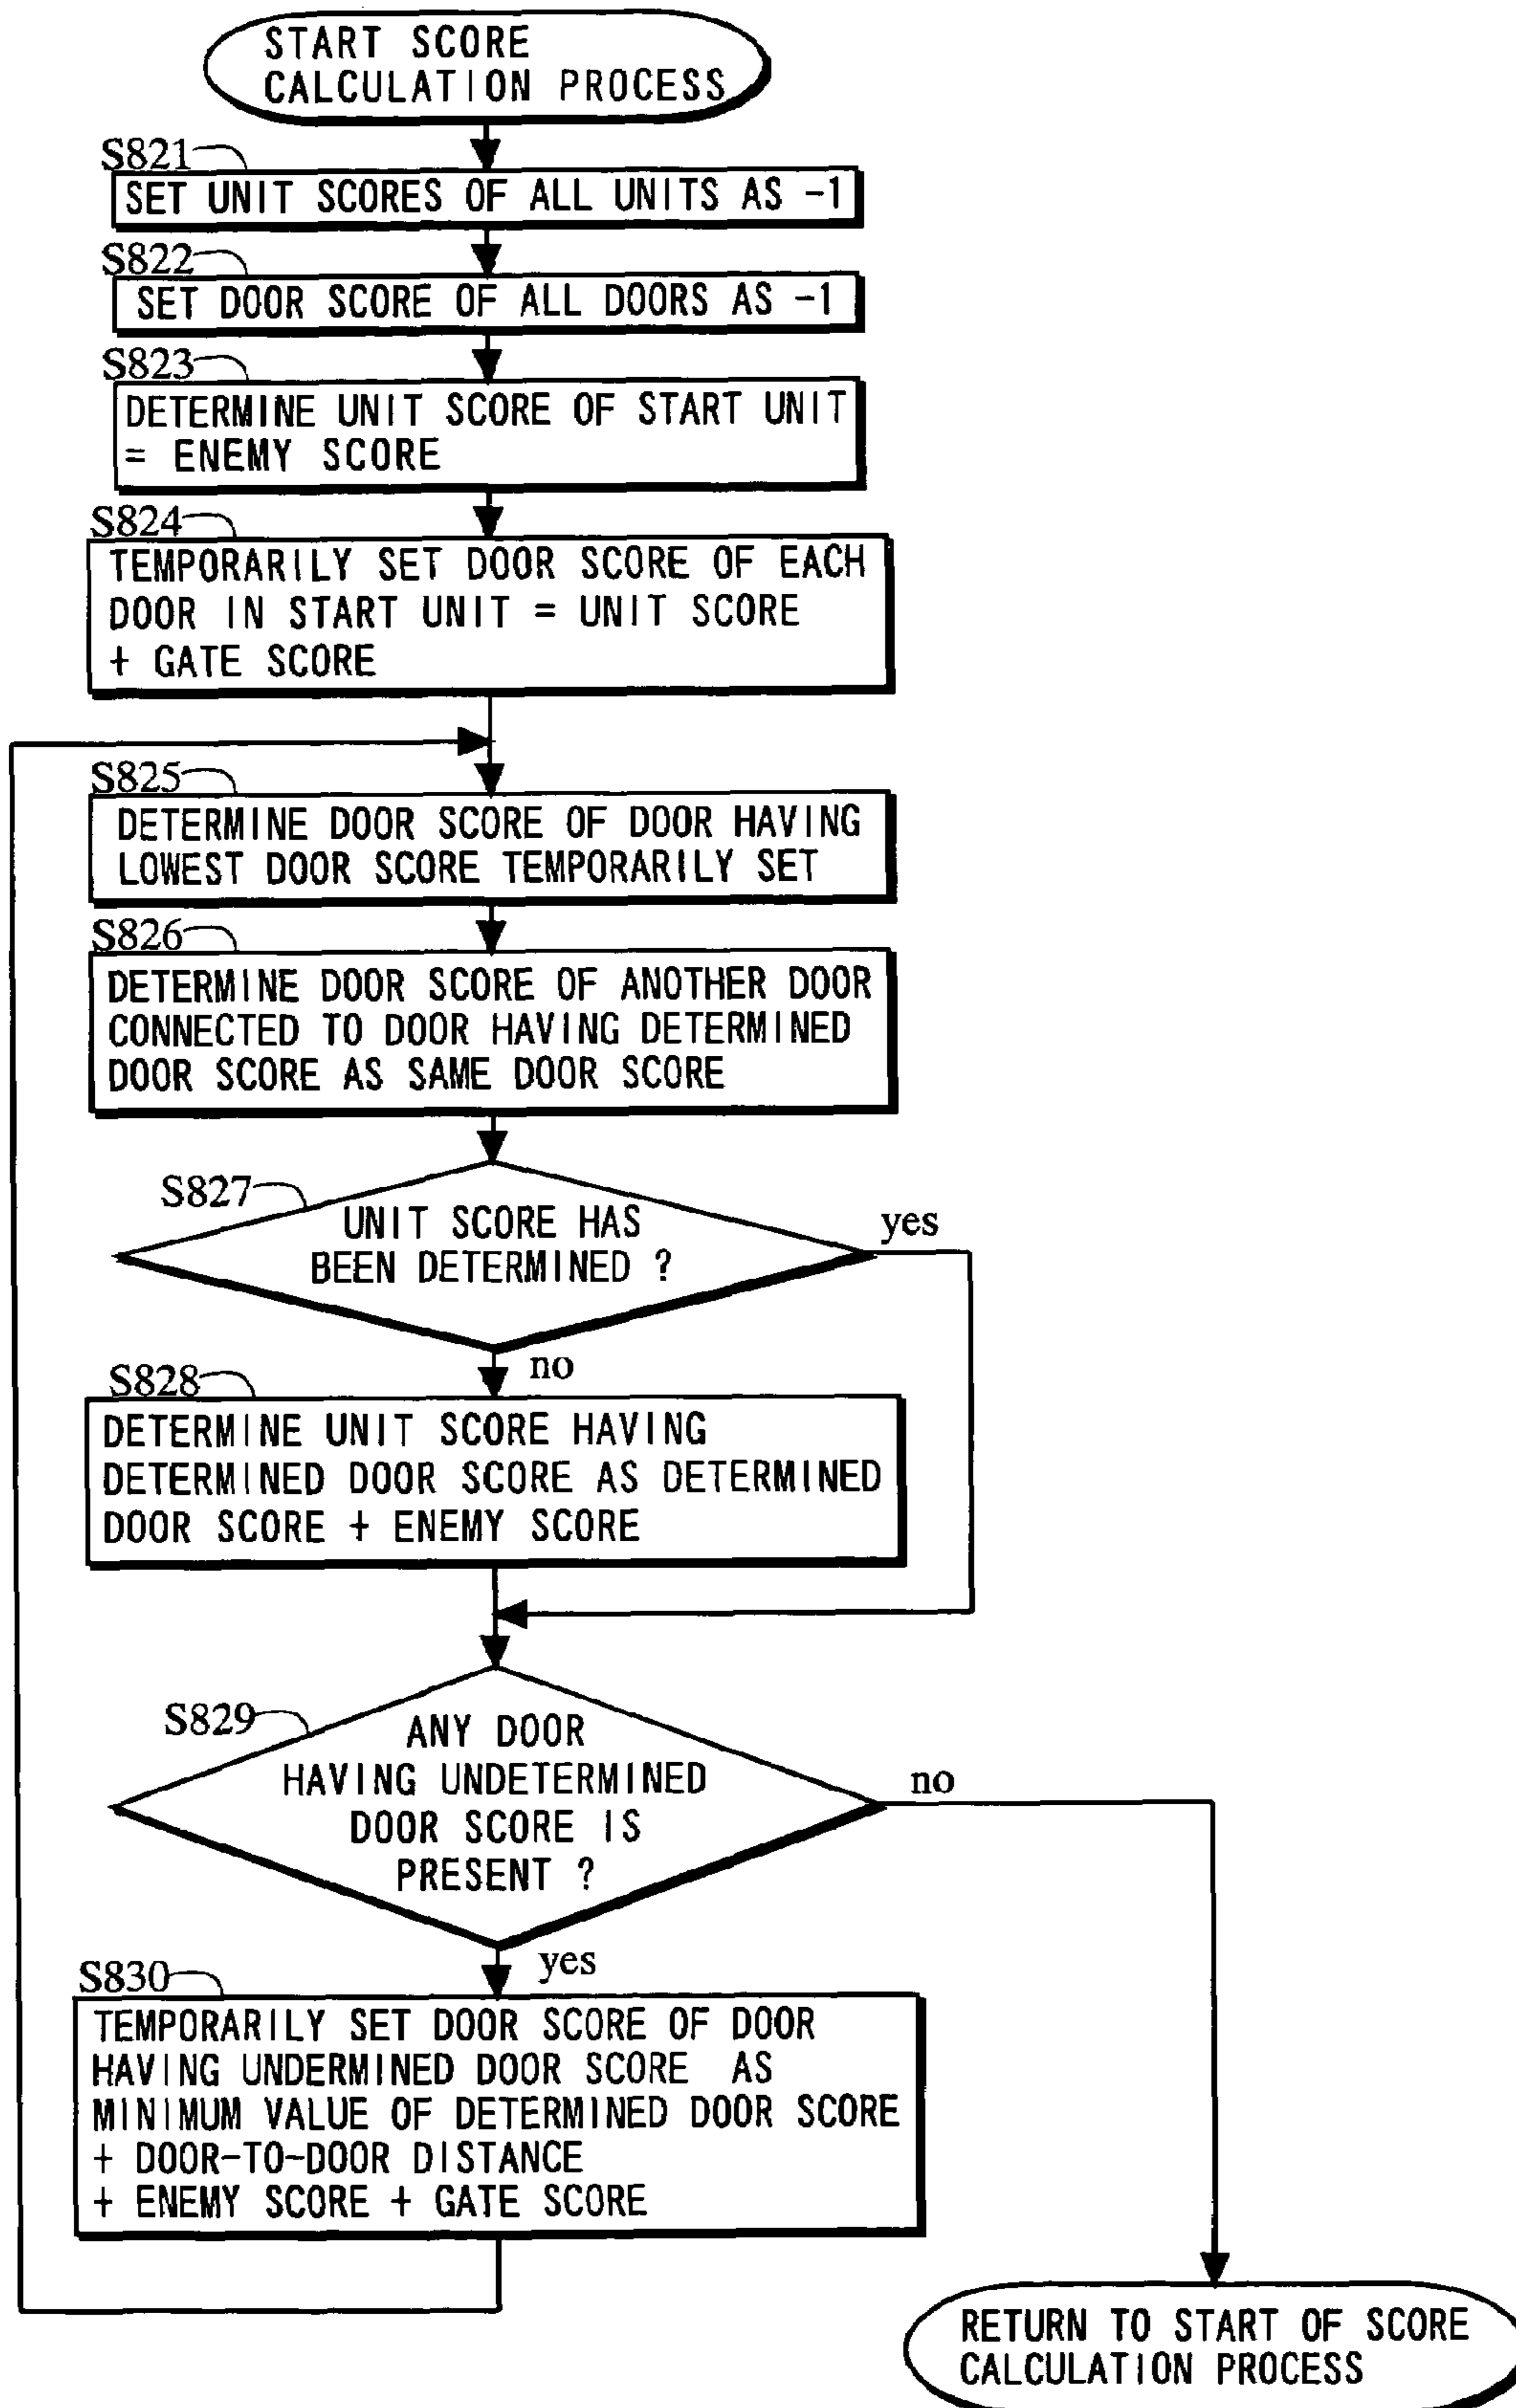 START SCORE
CALCULATION PROCESS
S821
SET UNIT SCORES OF ALL UNITS AS -1
S822
SET DOOR SCORE OF ALL DOORS AS -1
S823
DETERMINE UNIT SCORE OF START UNIT
= ENEMY SCORE
S824
TEMPORARILY SET DOOR SCORE OF EACH
DOOR IN START UNIT = UNIT SCORE
+ GATE SCORE
S825
DETERMINE DOOR SCORE OF DOOR HAVING
LOWEST DOOR SCORE TEMPORARILY SET
S826
DETERMINE DOOR SCORE OF ANOTHER DOOR
CONNECTED TO DOOR HAVING DETERMINED
DOOR SCORE AS SAME DOOR SCORE
S827
UNIT SCORE HAS
BEEN DETERMINED ?
yes
no
S828
DETERMINE UNIT SCORE HAVING
DETERMINED DOOR SCORE AS DETERMINED
DOOR SCORE + ENEMY SCORE
S829
ANY DOOR
HAVING UNDETERMINED
DOOR SCORE IS
PRESENT ?
no
yes
S830
TEMPORARILY SET DOOR SCORE OF DOOR
HAVING UNDERMINED DOOR SCORE AS
MINIMUM VALUE OF DETERMINED DOOR SCORE
+ DOOR-TO-DOOR DISTANCE
+ ENEMY SCORE + GATE SCORE
RETURN TO START OF SCORE
CALCULATION PROCESS